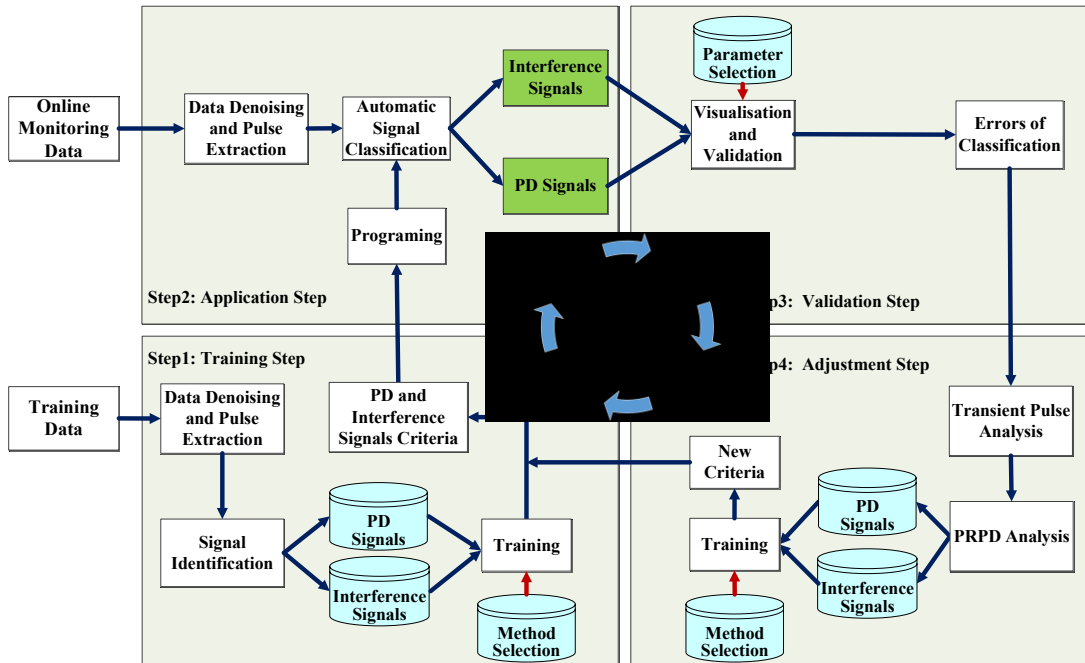 Online
Monitoring
Data
Data Denoising
and Pulse
Extraction
Automatic
Signal
Classification
Interference
Signals
PD Signals
Programing
Step2: Application Step
Parameter
Selection
Visualisation
and
Validation
Errors of
Classification
p3: Validation Step
Step1: Training Step
Training
Data
Data Denoising
and Pulse
Extraction
PD and
Interference
Signals Criteria
Signal
Identification
PD
Signals
Interference
Signals
Training
Method
Selection
p4: Adjustment Step
Transient Pulse
Analysis
New
Criteria
PD
Signals
PRPD Analysis
Training
Interference
Signals
Method
Selection